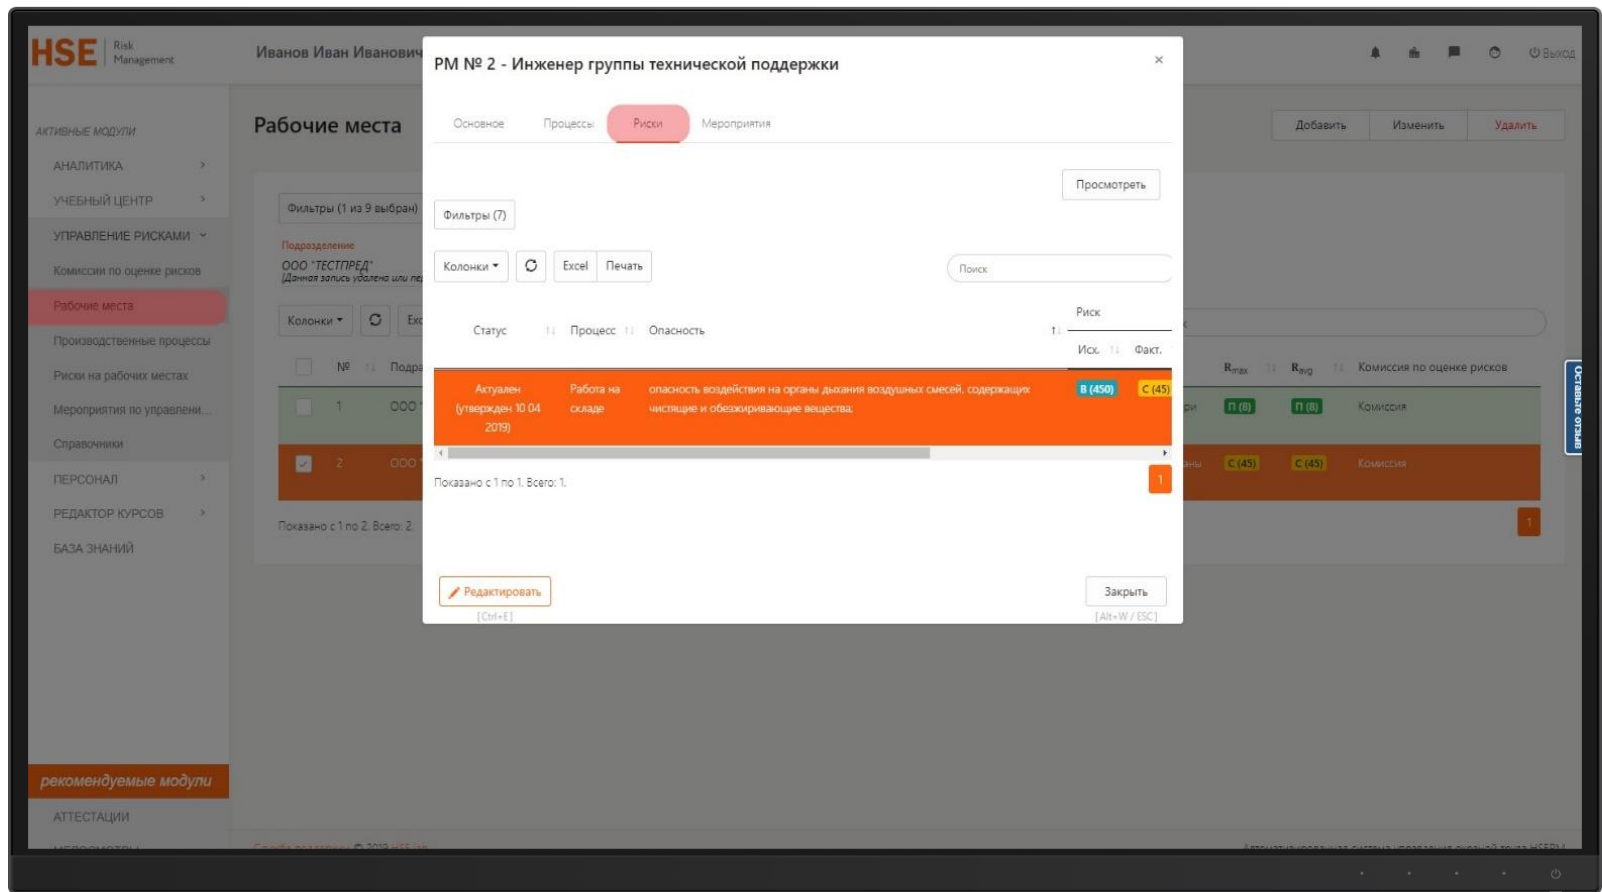 HSE Risk
Management
Иванов Иван Иванович
Выход
АКТИВНЫЕ МОДУЛИ
АНАЛИТИКА
УЧЕБНЫЙ ЦЕНТР
УПРАВЛЕНИЕ РИСКАМИ
Комиссии по оценке рисков
Рабочие места
Производственные процессы
Риски на рабочих местах
Мероприятия по управлени...
Справочники
ПЕРСОНАЛ
РЕДАКТОР КУРСОВ
БАЗА ЗНАНИЙ
рекомендуемые модули
АТТЕСТАЦИИ
Рабочие места
Добавить Изменить Удалить
Фильтры (1 из 9 выбран)
Подразделение
ООО "ТЕСТПРЕД"
(Данная запись удалена или
Колонки
№
Rmax Ravg Комиссия по оценке рисков
1 ООО П (8) П (8) Комиссия
2 ООО С (45) С (45) Комиссия
Показано с 1 по 2. Всего: 2.
1
РМ № 2 - Инженер группы технической поддержки
×
Основное Процессы Риски Мероприятия
Просмотреть
Фильтры (7)
Колонки Excel Печать Поиск
Риск
Статус Процесс Опасность
Исх. Факт.
Актуален Работа на опасность воздействия на органы дыхания воздушных смесей, содержащих В (450) С (45)
(утвержден 10 04 складе чистящие и обезжиривающие вещества;
2019)
Показано с 1 по 1. Всего: 1.
1
Редактировать Закрыть
[Ctrl+E] [Alt+W / ESC]
Оставьте отзыв